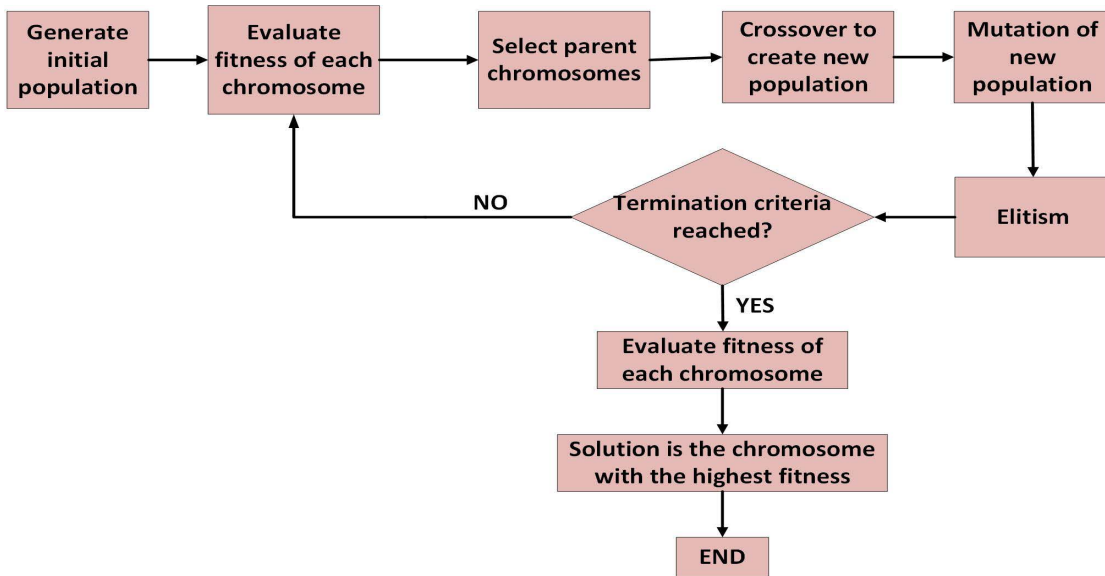 Generate
initial
population
Evaluate
fitness of each
chromosome
Select parent
chromosomes
Crossover to
create new
population
Mutation of
new
population
Elitism
Termination criteria
reached?
NO
YES
Evaluate fitness of
each chromosome
Solution is the chromosome
with the highest fitness
END